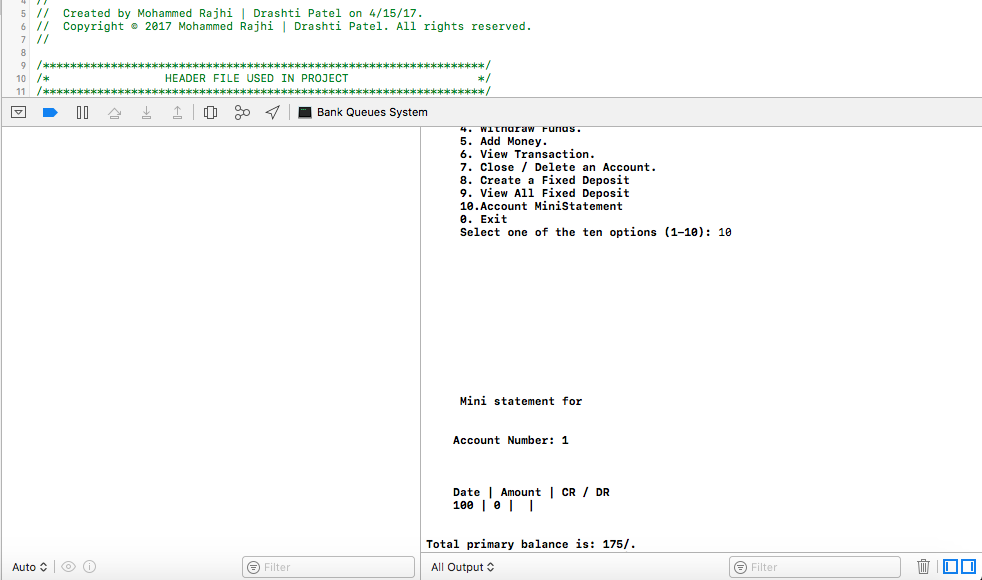 4 //
5 // Created by Mohammed Rajhi | Drashti Patel on 4/15/17.
6 // Copyright © 2017 Mohammed Rajhi | Drashti Patel. All rights reserved.
7 //
8
9 /*****************************************************************/
10 /* HEADER FILE USED IN PROJECT */
11 /*****************************************************************/
Bank Queues System
4. Withdraw Funds.
5. Add Money.
6. View Transaction.
7. Close / Delete an Account.
8. Create a Fixed Deposit
9. View All Fixed Deposit
10.Account MiniStatement
0. Exit
Select one of the ten options (1-10): 10
Mini statement for
Account Number: 1
Date | Amount | CR / DR
100 | 0 | |
Total primary balance is: 175/.
Auto
Filter
All Output
Filter